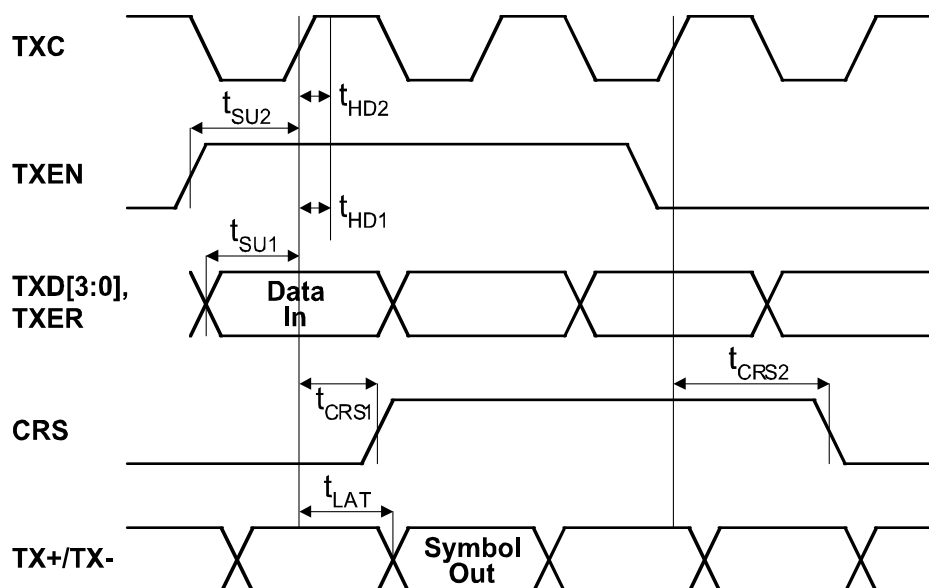 TXC
tHD2
tSU2
TXEN
tHD1
tSU1
TXD[3:0],
TXER
Data
In
tCRS2
tCRS1
CRS
tLAT
TX+/TX-
Symbol
Out